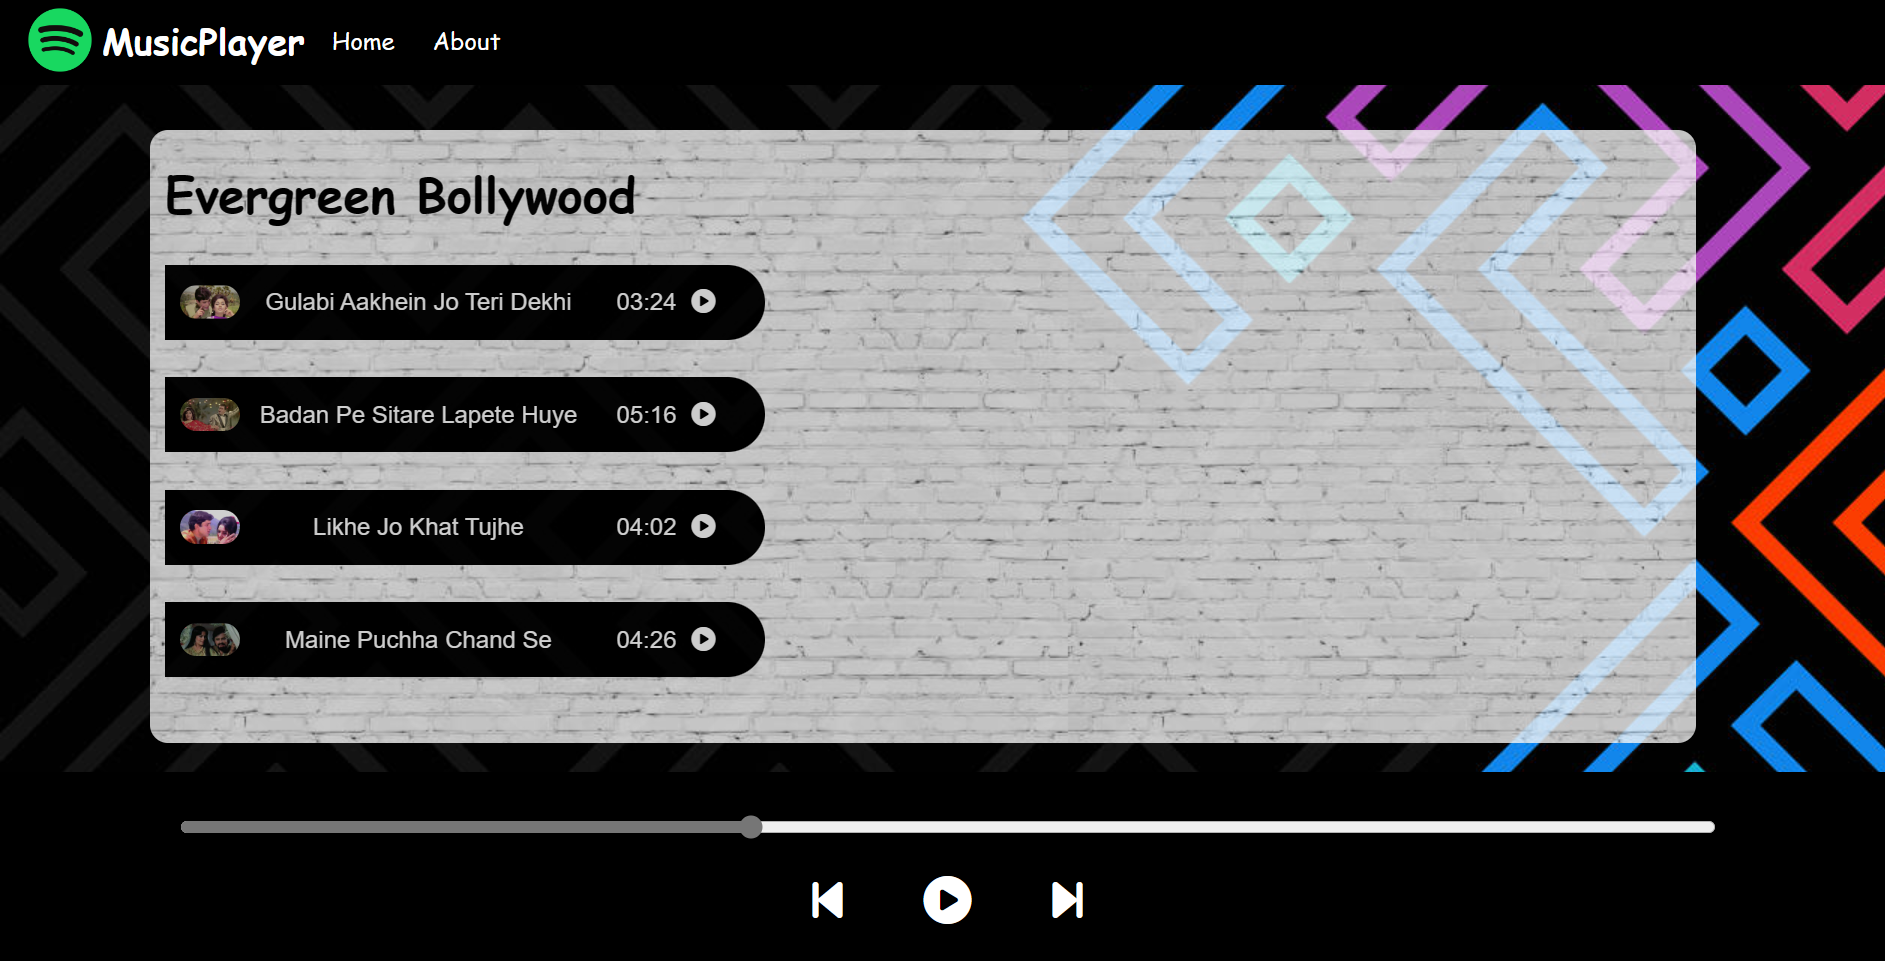 MusicPlayer Home About
Evergreen Bollywood
Gulabi Aakhein Jo Teri Dekhi 03:24
Badan Pe Sitare Lapete Huye 05:16
Likhe Jo Khat Tujhe 04:02
Maine Puchha Chand Se 04:26